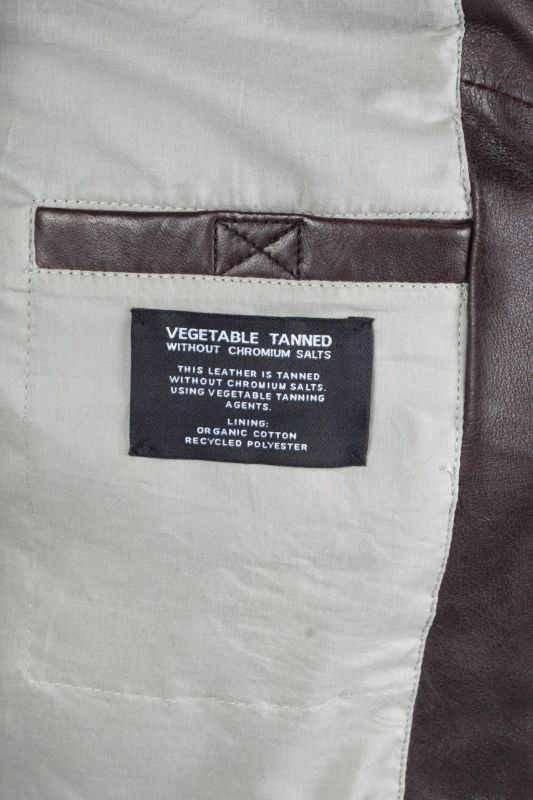 VEGETABLE TANNED
WITHOUT CHROMIUM SALTS
THIS LEATHER IS TANNED
WITHOUT CHROMIUM SALTS.
USING VEGETABLE TANNING
AGENTS.
LINING:
ORGANIC COTTON
RECYCLED POLYESTER